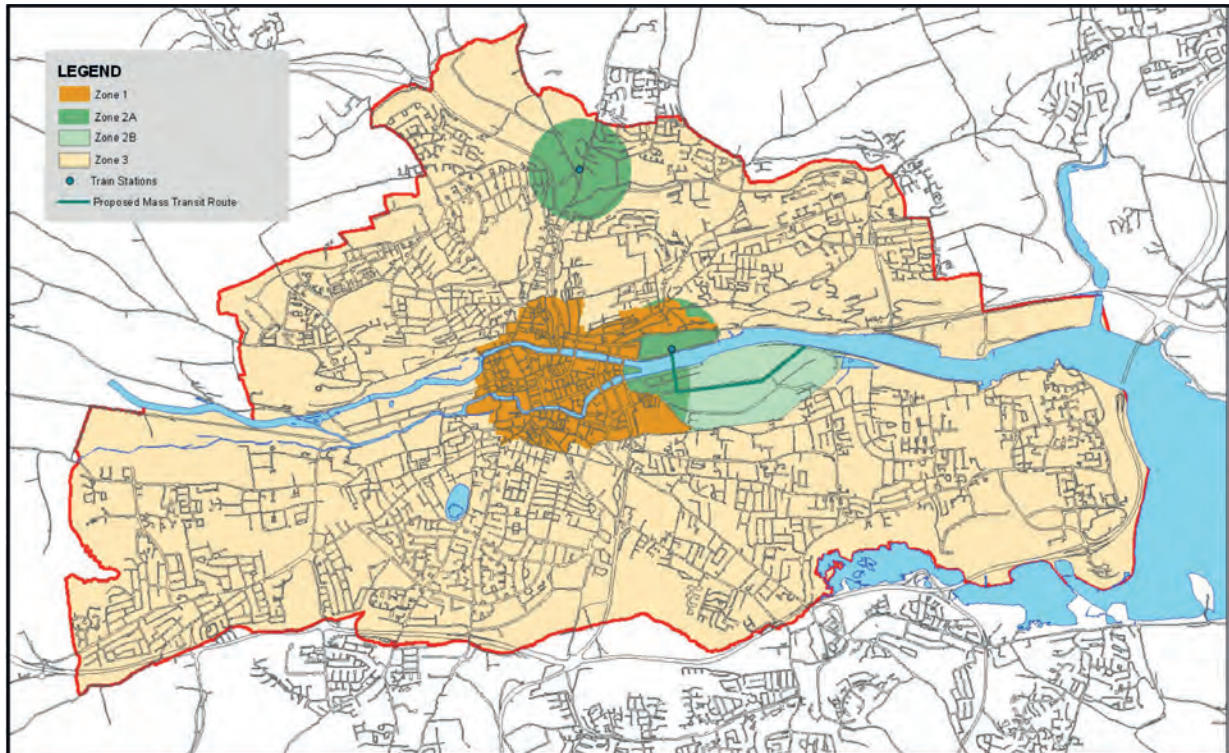 LEGEND
Zone 1
Zone 2A
Zone 2B
Zone 3
Train Stations
Proposed Mass Transit Route